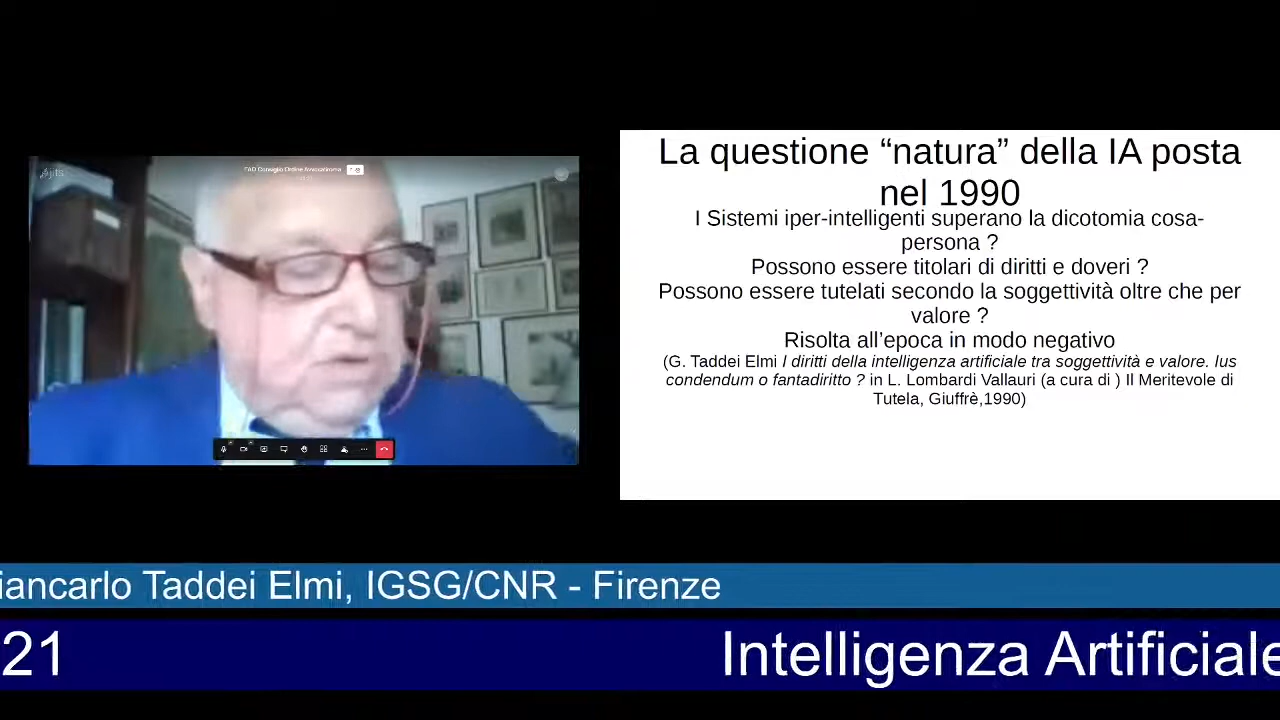 Jitsi
La questione “natura” della IA posta
nel 1990
I Sistemi iper-intelligenti superano la dicotomia cosa-
persona ?
Possono essere titolari di diritti e doveri ?
Possono essere tutelati secondo la soggettività oltre che per
valore ?
Risolta all’epoca in modo negativo
(G. Taddei Elmi I diritti della intelligenza artificiale tra soggettività e valore. Ius
condendum o fantadiritto ? in L. Lombardi Vallauri (a cura di ) Il Meritevole di
Tutela, Giuffrè,1990)
iancarlo Taddei Elmi, IGSG/CNR - Firenze
21 Intelligenza Artificiale